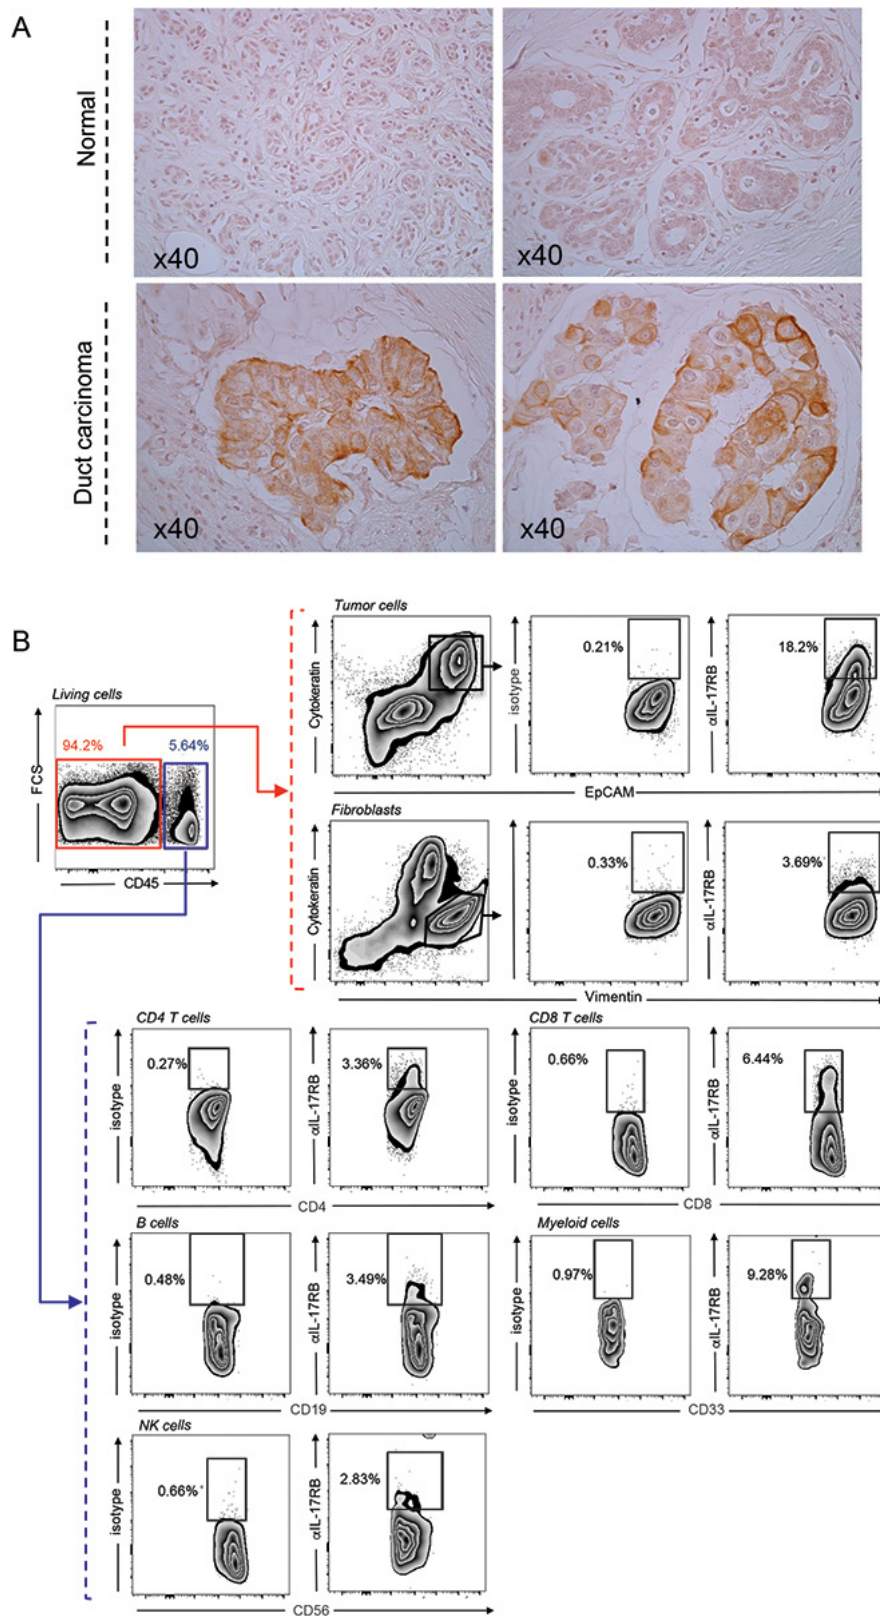 A
Normal
x40
x40
Duct carcinoma
x40
x40
B
Living cells
94.2%
5.64%
FCS
CD45
Tumor cells
Cytokeratin
isotype
0.21%
αIL-17RB
18.2%
EpCAM
Fibroblasts
Cytokeratin
0.33%
αIL-17RB
3.69%
Vimentin
CD4 T cells
isotype
0.27%
αIL-17RB
3.36%
CD4
CD8 T cells
isotype
0.66%
αIL-17RB
6.44%
CD8
B cells
isotype
0.48%
αIL-17RB
3.49%
CD19
Myeloid cells
isotype
0.97%
αIL-17RB
9.28%
CD33
NK cells
isotype
0.66%
αIL-17RB
2.83%
CD56